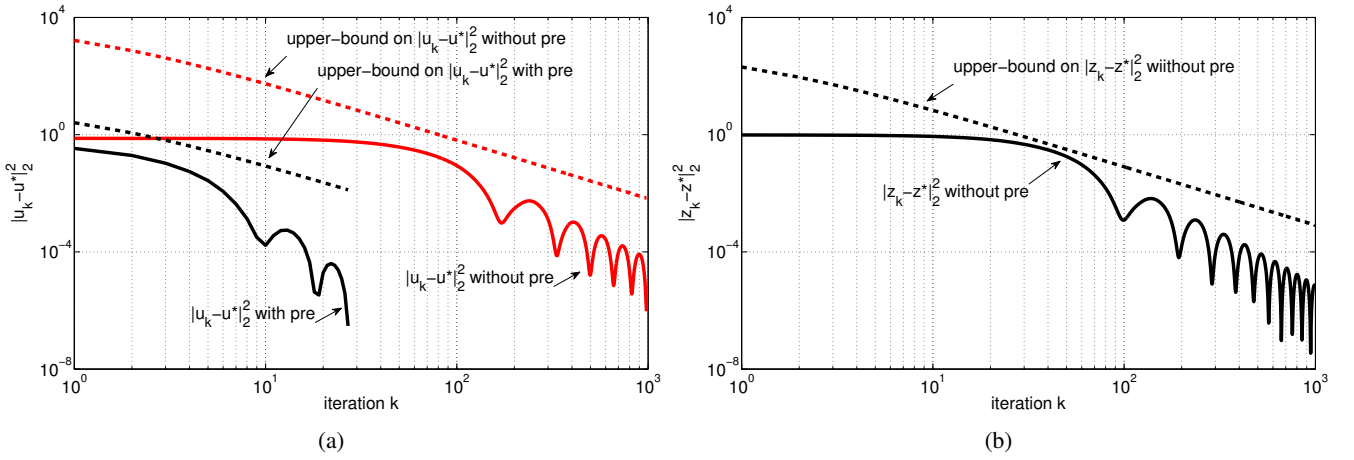 upper-bound on |u_k-u*|_2^2 without pre
upper-bound on |u_k-u*|_2^2 with pre
|u_k-u*|_2^2 without pre
|u_k-u*|_2^2 with pre
|u_k-u*|_2^2
10^4
10^0
10^-4
10^-8
10^0 10^1 10^2 10^3
iteration k
(a)
upper-bound on |z_k-z*|_2^2 wiithout pre
|z_k-z*|_2^2 without pre
|z_k-z*|_2^2
10^4
10^0
10^-4
10^-8
10^0 10^1 10^2 10^3
iteration k
(b)